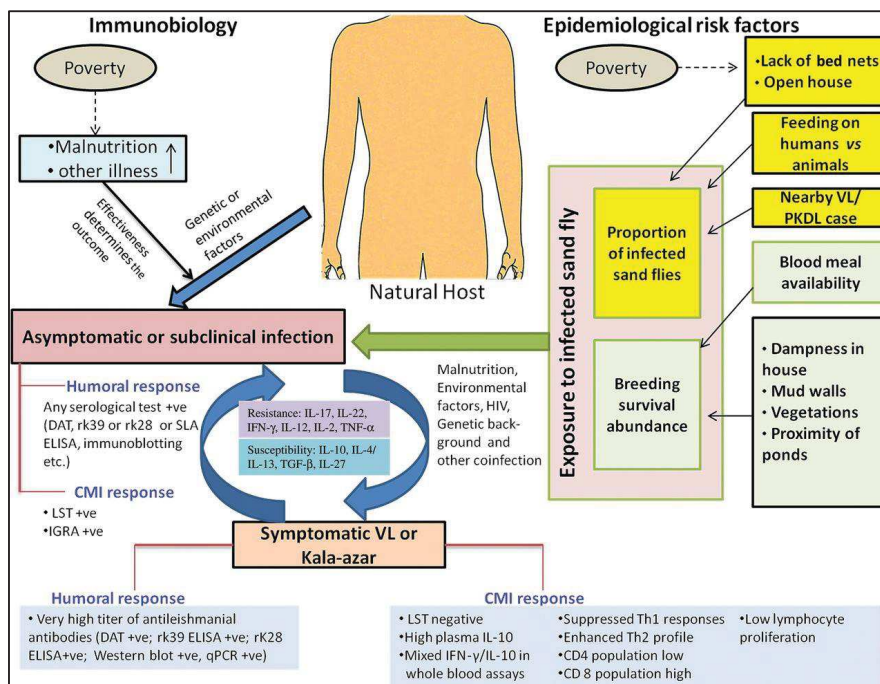 Immunobiology
Epidemiological risk factors
Poverty
Poverty
•Lack of bed nets
• Open house
•Malnutrition
• other illness
Feeding on
humans vs
animals
Effectiveness
determines the
outcome
Genetic or
environmental
factors
Nearby VL/
PKDL case
Proportion
of infected
sand flies
Blood meal
availability
Natural Host
Exposure to infected sand fly
Asymptomatic or subclinical infection
Breeding
survival
abundance
• Dampness in
house
• Mud walls
• Vegetations
• Proximity of
ponds
Humoral response
Any serological test +ve
(DAT, rk39 or rk28 or SLA
ELISA, immunoblotting
etc.)
Resistance: IL-17, IL-22,
IFN-γ, IL-12, IL-2, TNF-α
Susceptibility: IL-10, IL-4/
IL-13, TGF-β, IL-27
Malnutrition,
Environmental
factors, HIV,
Genetic back-
ground and
other coinfection
CMI response
• LST +ve
•IGRA +ve
Symptomatic VL or
Kala-azar
Humoral response
• Very high titer of antileishmanial
antibodies (DAT +ve; rk39 ELISA +ve; rK28
ELISA+ve; Western blot +ve, qPCR +ve)
CMI response
• LST negative
•High plasma IL-10
•Mixed IFN-γ/IL-10 in
whole blood assays
•Suppressed Th1 responses
•Enhanced Th2 profile
•CD4 population low
•CD 8 population high
•Low lymphocyte
proliferation